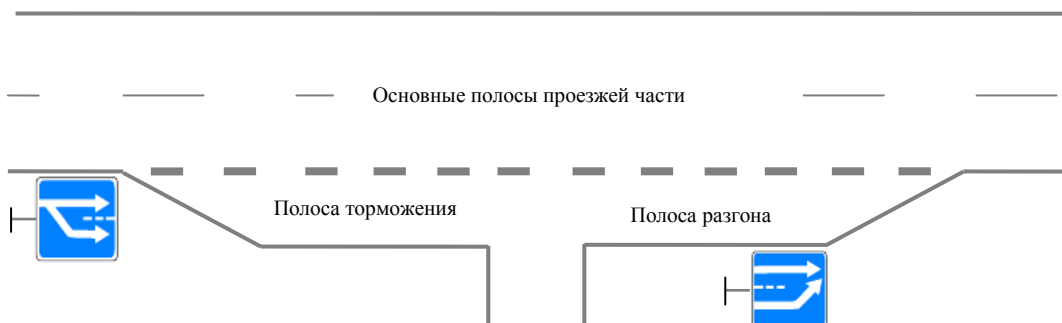 Основные полосы проезжей части
Полоса торможения
Полоса разгона